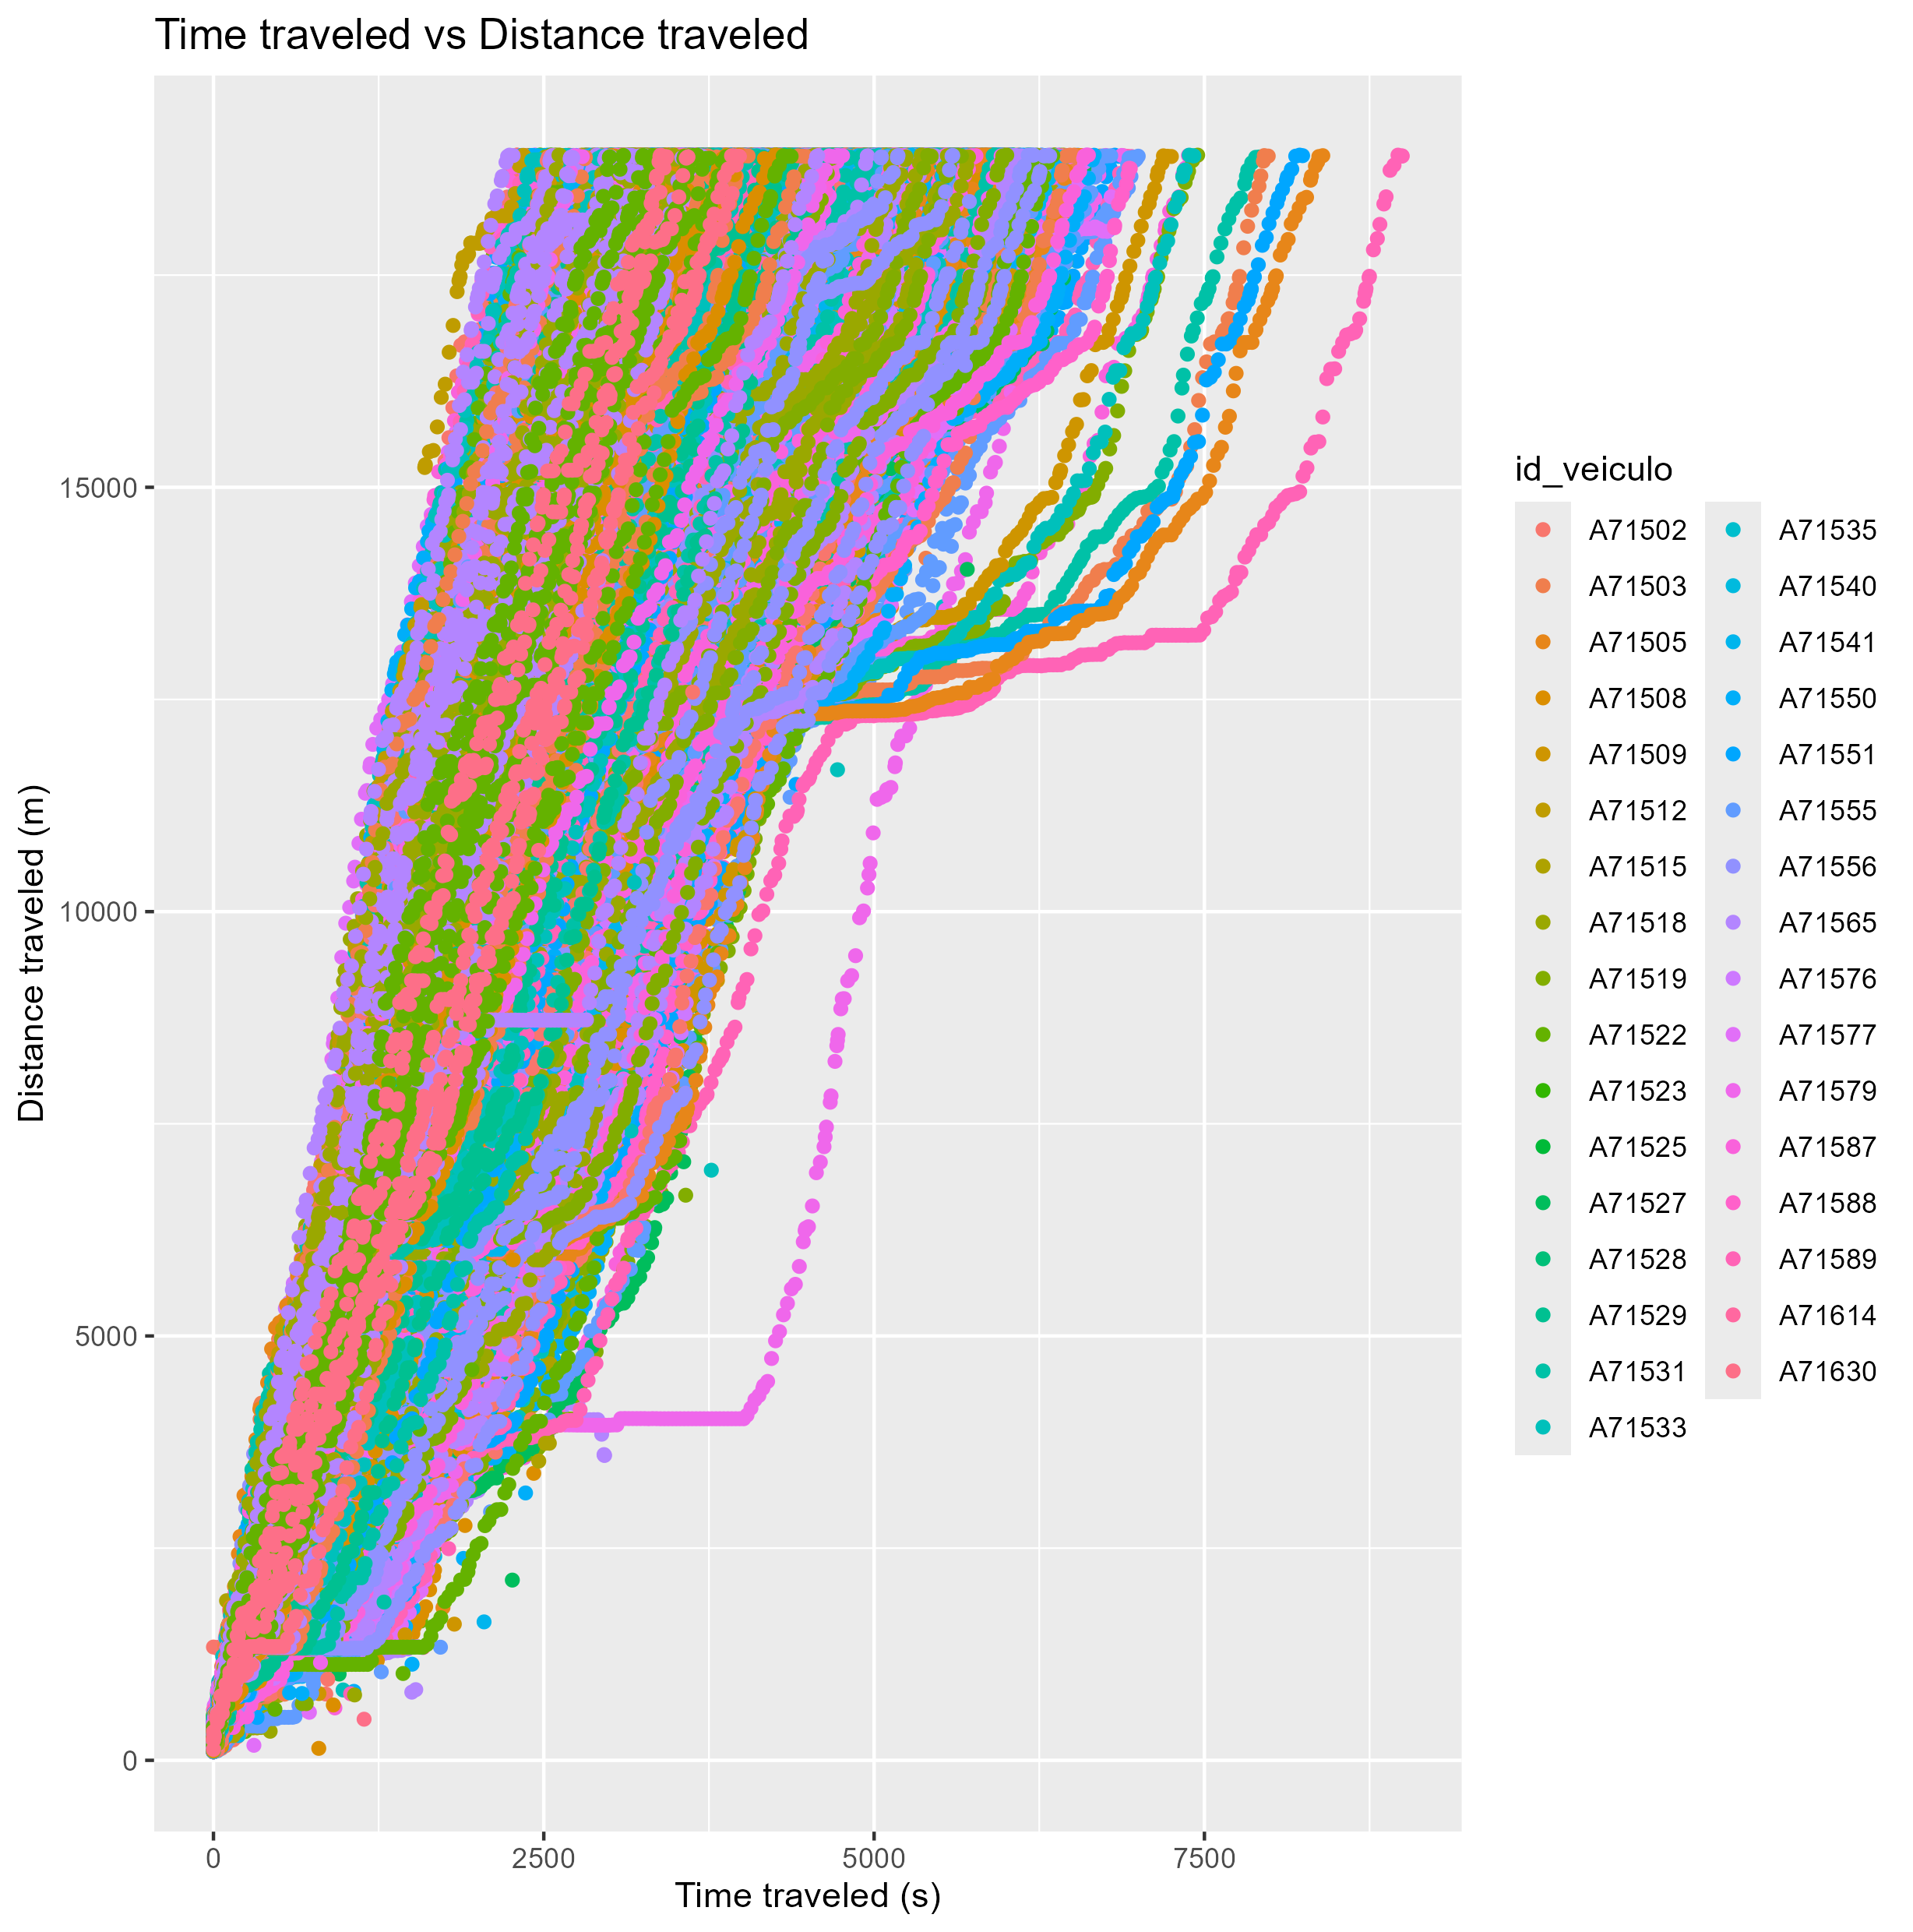 Time traveled vs Distance traveled
Distance traveled (m)
15000
10000
5000
0
0 2500 5000 7500
Time traveled (s)
id_veiculo
A71502
A71503
A71505
A71508
A71509
A71512
A71515
A71518
A71519
A71522
A71523
A71525
A71527
A71528
A71529
A71531
A71533
A71535
A71540
A71541
A71550
A71551
A71555
A71556
A71565
A71576
A71577
A71579
A71587
A71588
A71589
A71614
A71630